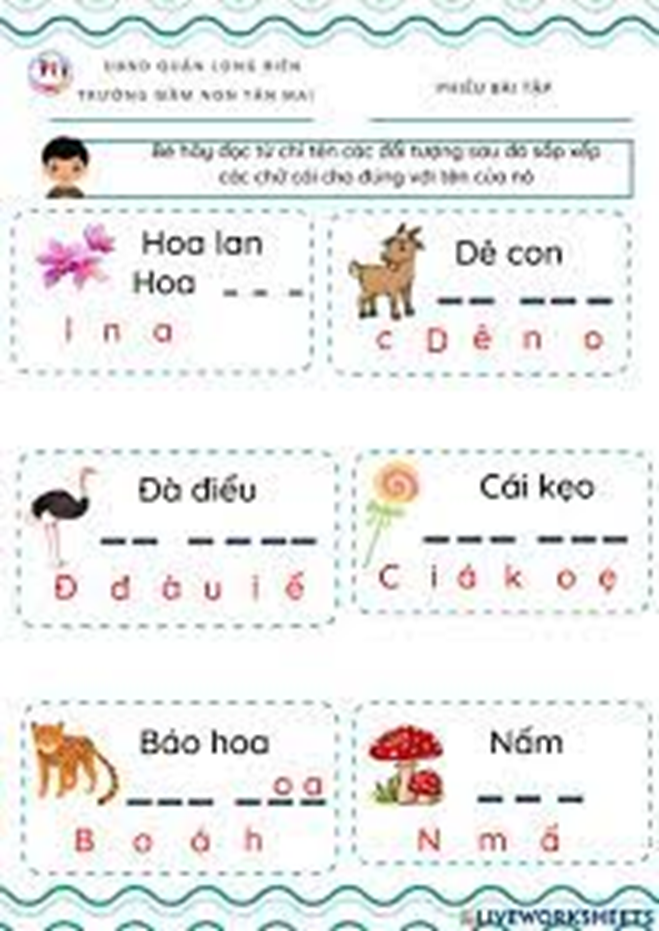 UBND QUẬN LONG BIÊN
TRƯỜNG MẦM NON TÂN MAI
PHIẾU BÀI TẬP
Bé hãy đọc từ chỉ tên các đối tượng sau đó sắp xếp
các chữ cái cho đúng với tên của nó
Hoa lan
Hoa _ _ _
l n a
Dê con
_ _ _ _ _
c D ê n o
Đà điểu
_ _ _ _ _ _
Đ đ à u i ể
Cái kẹo
_ _ _ _ _ _
C i á k o ẹ
Báo hoa
o a
_ _ _ _ _ _
B o á h
Nấm
_ _ _
N m ấ
LIVEWORKSHEETS